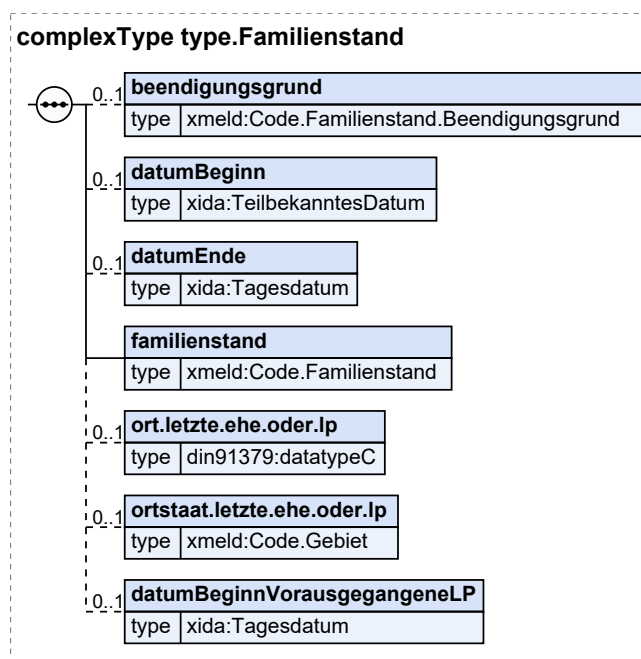 complexType type.Familienstand
0..1 beendigungsgrund
type xmeld:Code.Familienstand.Beendigungsgrund
0..1 datumBeginn
type xida:TeilbekanntesDatum
0..1 datumEnde
type xida:Tagesdatum
familienstand
type xmeld:Code.Familienstand
0..1 ort.letzte.ehe.oder.lp
type din91379:datatypeC
0..1 ortstaat.letzte.ehe.oder.lp
type xmeld:Code.Gebiet
0..1 datumBeginnVorausgegangeneLP
type xida:Tagesdatum